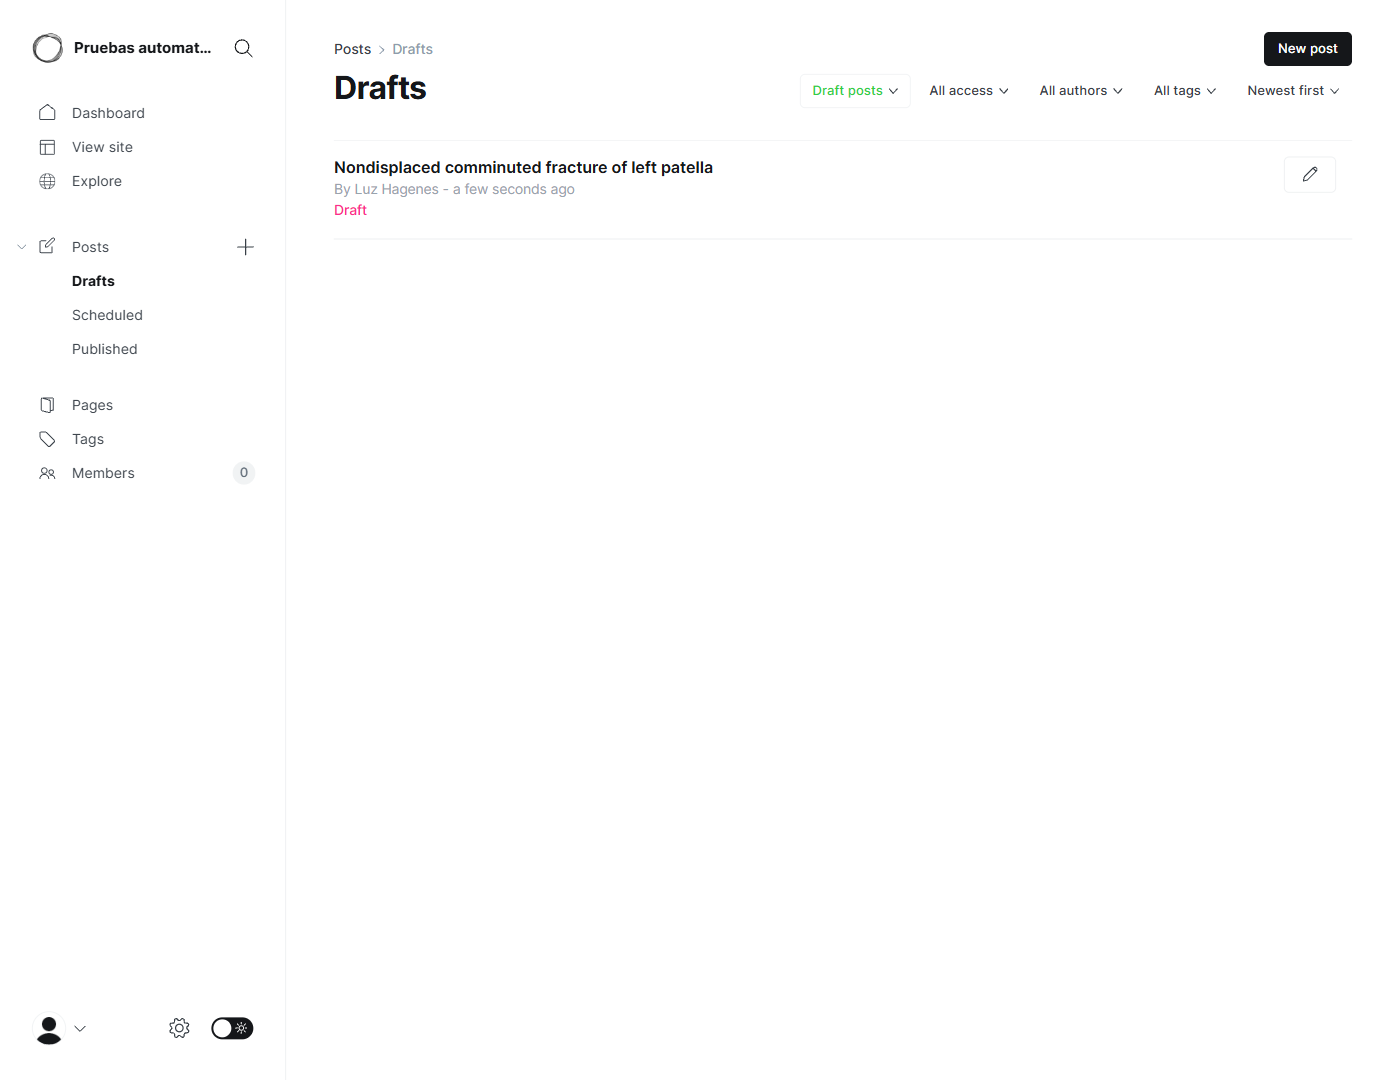 Pruebas automat...
Dashboard
View site
Explore
Posts
Drafts
Scheduled
Published
Pages
Tags
Members
0
Posts > Drafts
New post
Drafts
Draft posts
All access
All authors
All tags
Newest first
Nondisplaced comminuted fracture of left patella
By Luz Hagenes - a few seconds ago
Draft